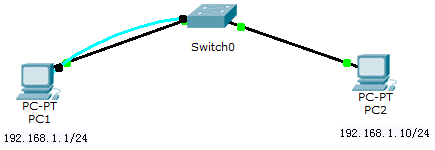 Switch0
PC-PT
PC1
192.168.1.1/24
PC-PT
PC2
192.168.1.10/24